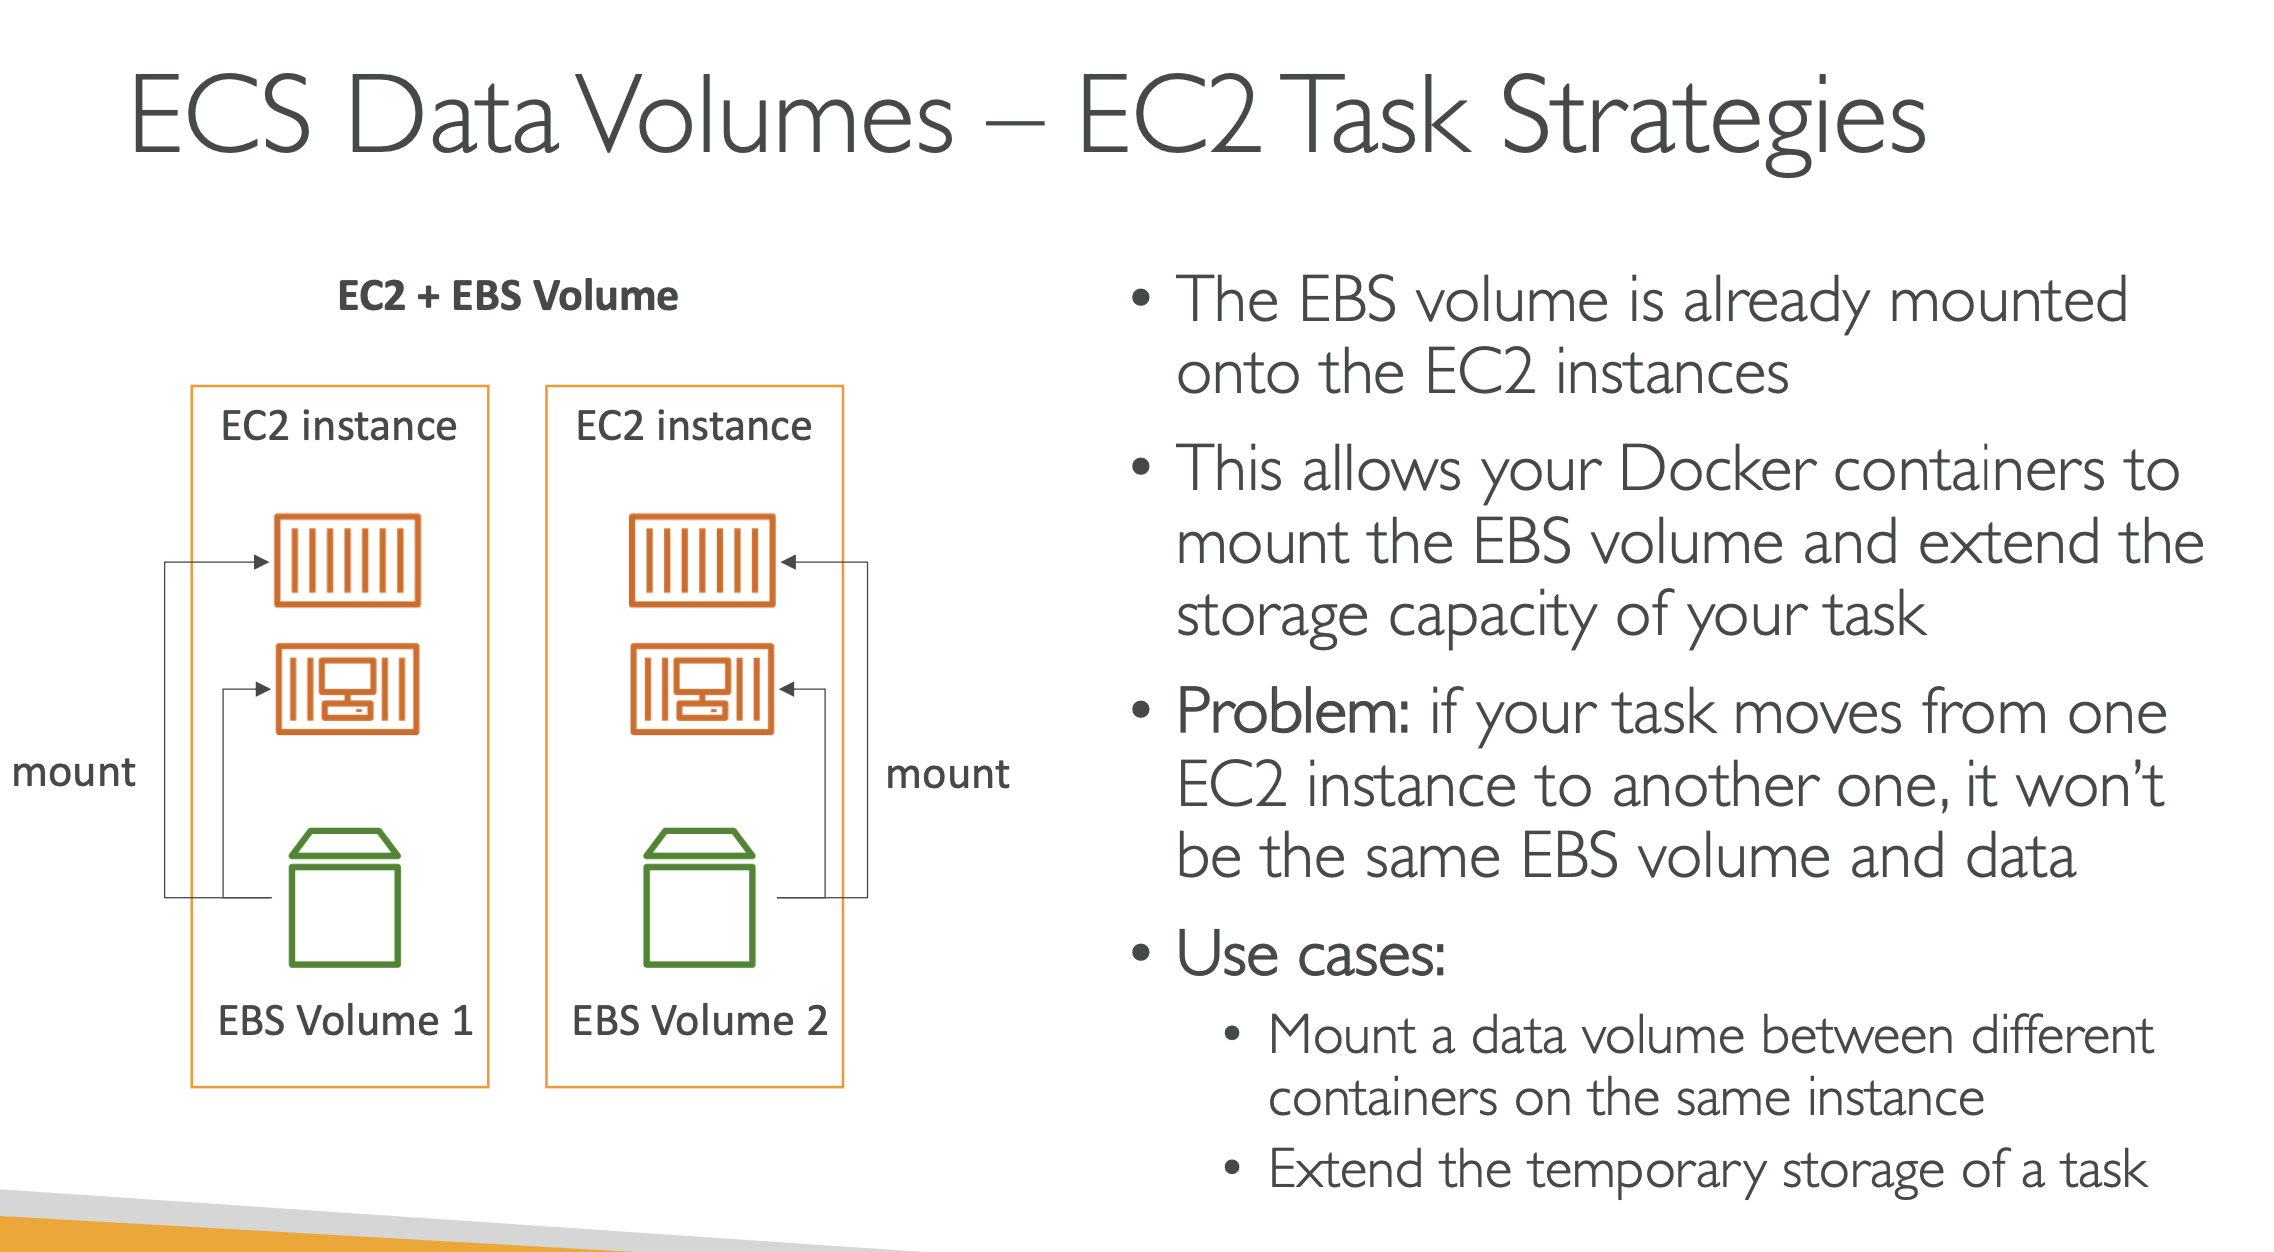 ECS Data Volumes – EC2 Task Strategies
EC2 + EBS Volume
EC2 instance
EC2 instance
mount
mount
EBS Volume 1
EBS Volume 2
• The EBS volume is already mounted
onto the EC2 instances
• This allows your Docker containers to
mount the EBS volume and extend the
storage capacity of your task
• Problem: if your task moves from one
EC2 instance to another one, it won’t
be the same EBS volume and data
• Use cases:
• Mount a data volume between different
containers on the same instance
• Extend the temporary storage of a task